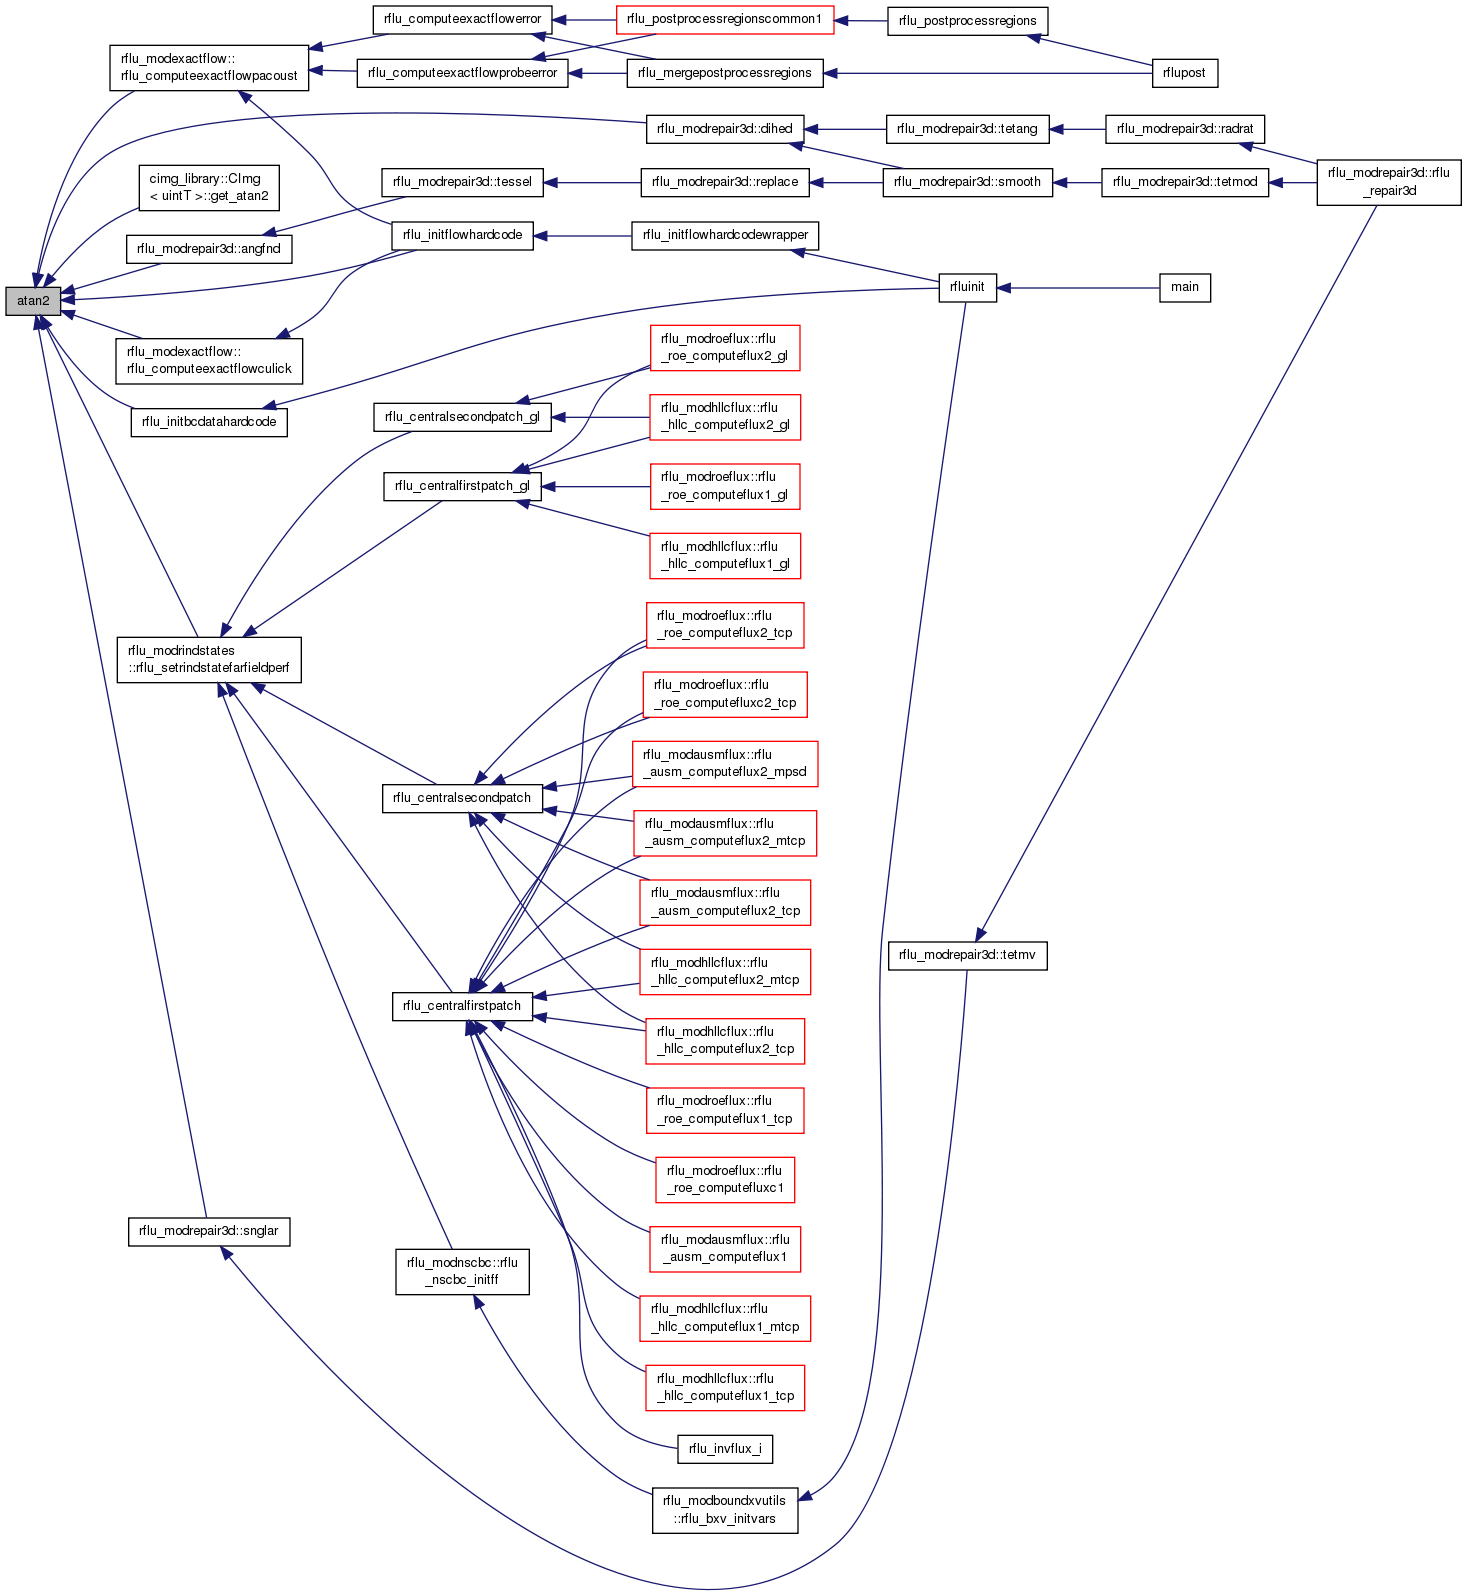 rflu_computeexactflowerror
rflu_postprocessregionscommon1
rflu_postprocessregions
rflu_modexactflow::
rflu_computeexactflowpacoust
rflu_computeexactflowprobeerror
rflu_mergepostprocessregions
rflupost
rflu_modrepair3d::dihed
rflu_modrepair3d::tetang
rflu_modrepair3d::radrat
cimg_library::CImg
< uintT >::get_atan2
rflu_modrepair3d::tessel
rflu_modrepair3d::replace
rflu_modrepair3d::smooth
rflu_modrepair3d::tetmod
rflu_modrepair3d::rflu
_repair3d
rflu_modrepair3d::angfnd
rflu_initflowhardcode
rflu_initflowhardcodewrapper
atan2
rfluinit
main
rflu_modexactflow::
rflu_computeexactflowculick
rflu_modroeflux::rflu
_roe_computeflux2_gl
rflu_initbcdatahardcode
rflu_centralsecondpatch_gl
rflu_modhllcflux::rflu
_hllc_computeflux2_gl
rflu_centralfirstpatch_gl
rflu_modroeflux::rflu
_roe_computeflux1_gl
rflu_modhllcflux::rflu
_hllc_computeflux1_gl
rflu_modrindstates
::rflu_setrindstatefarfieldperf
rflu_modroeflux::rflu
_roe_computeflux2_tcp
rflu_modroeflux::rflu
_roe_computefluxc2_tcp
rflu_centralsecondpatch
rflu_modausmflux::rflu
_ausm_computeflux2_mpsd
rflu_modausmflux::rflu
_ausm_computeflux2_mtcp
rflu_modausmflux::rflu
_ausm_computeflux2_tcp
rflu_modrepair3d::tetmv
rflu_modhllcflux::rflu
_hllc_computeflux2_mtcp
rflu_centralfirstpatch
rflu_modhllcflux::rflu
_hllc_computeflux2_tcp
rflu_modroeflux::rflu
_roe_computeflux1_tcp
rflu_modroeflux::rflu
_roe_computefluxc1
rflu_modrepair3d::snglar
rflu_modausmflux::rflu
_ausm_computeflux1
rflu_modnscbc::rflu
_nscbc_initff
rflu_modhllcflux::rflu
_hllc_computeflux1_mtcp
rflu_modhllcflux::rflu
_hllc_computeflux1_tcp
rflu_invflux_i
rflu_modboundxvutils
::rflu_bxv_initvars